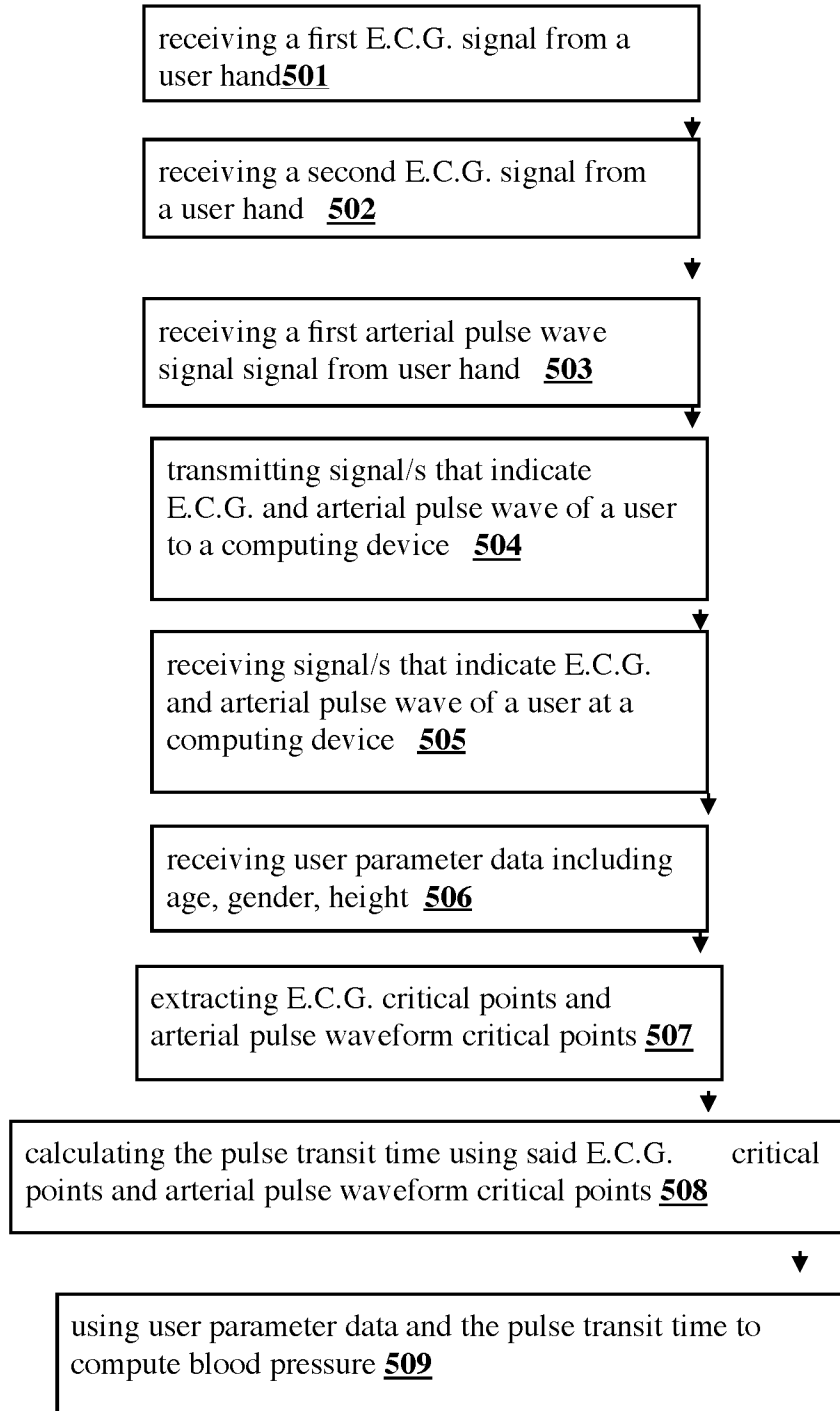 receiving a first E.C.G. signal from a
user hand501
receiving a second E.C.G. signal from
a user hand 502
receiving a first arterial pulse wave
signal signal from user hand 503
transmitting signal/s that indicate
E.C.G. and arterial pulse wave of a user
to a computing device 504
receiving signal/s that indicate E.C.G.
and arterial pulse wave of a user at a
computing device 505
receiving user parameter data including
age, gender, height 506
extracting E.C.G. critical points and
arterial pulse waveform critical points 507
calculating the pulse transit time using said E.C.G. critical
points and arterial pulse waveform critical points 508
using user parameter data and the pulse transit time to
compute blood pressure 509